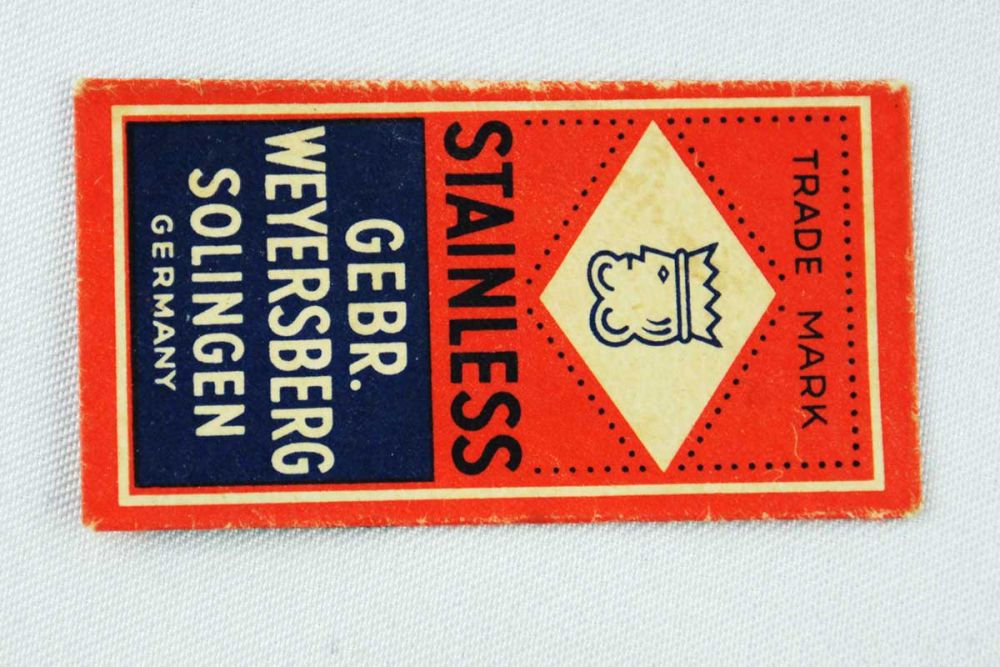 TRADE MARK
STAINLESS
GEBR.
WEYERSBERG
SOLINGEN
GERMANY